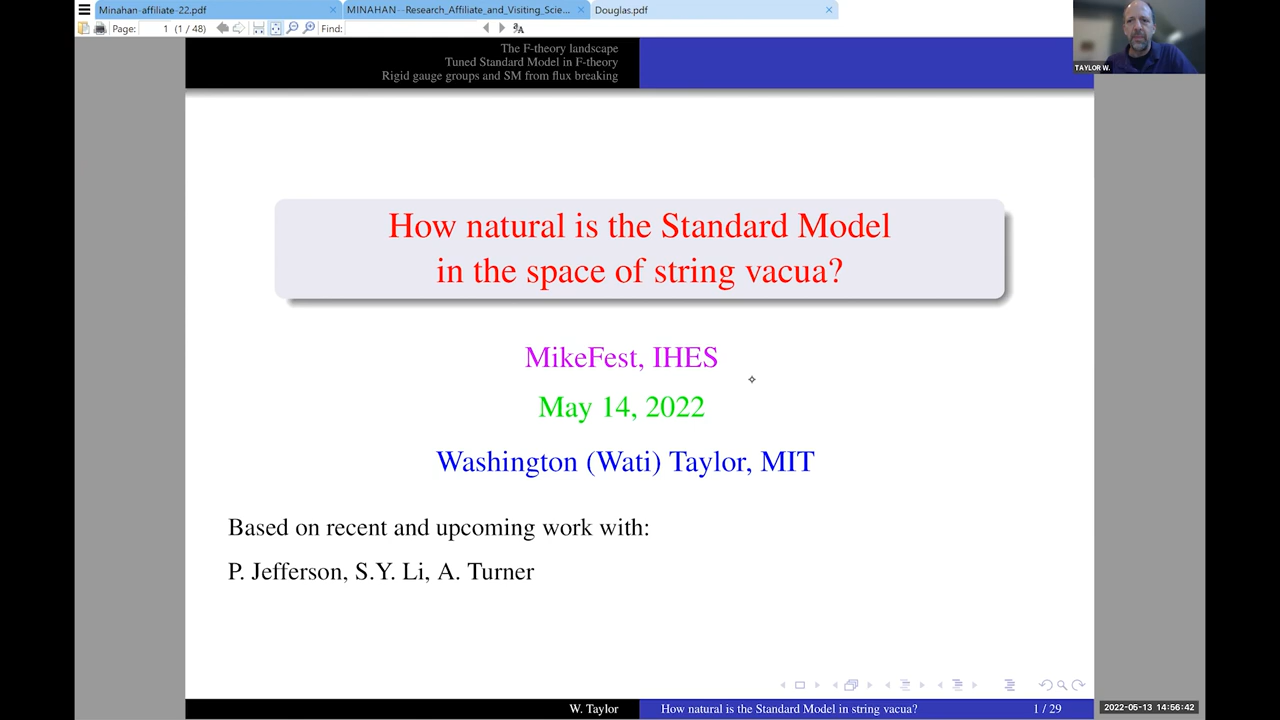 Minahan-affiliate-22.pdf
MINAHAN--Research_Affiliate_and_Visiting_Scie...
Douglas.pdf
Page: 1 (1 / 48) Find:
The F-theory landscape
Tuned Standard Model in F-theory
Rigid gauge groups and SM from flux breaking
TAYLOR W.
How natural is the Standard Model
in the space of string vacua?
MikeFest, IHES
May 14, 2022
Washington (Wati) Taylor, MIT
Based on recent and upcoming work with:
P. Jefferson, S.Y. Li, A. Turner
W. Taylor
How natural is the Standard Model in string vacua?
1 / 29
2022-05-13 14:56:42